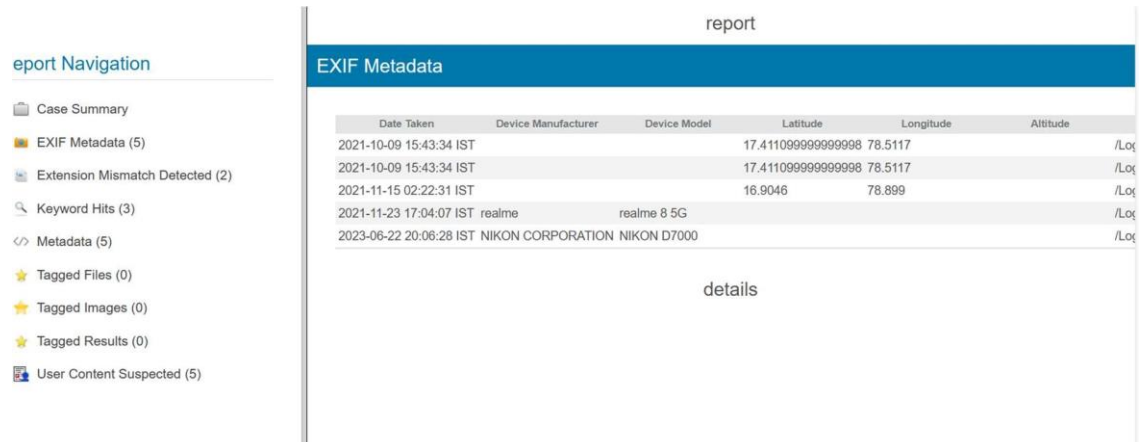 report
eport Navigation
EXIF Metadata
Case Summary
EXIF Metadata (5)
Extension Mismatch Detected (2)
Keyword Hits (3)
Metadata (5)
Tagged Files (0)
Tagged Images (0)
Tagged Results (0)
User Content Suspected (5)
Date Taken Device Manufacturer Device Model Latitude Longitude Altitude
2021-10-09 15:43:34 IST 17.411099999999998 78.5117 /Log
2021-10-09 15:43:34 IST 17.411099999999998 78.5117 /Log
2021-11-15 02:22:31 IST 16.9046 78.899 /Log
2021-11-23 17:04:07 IST realme realme 8 5G /Log
2023-06-22 20:06:28 IST NIKON CORPORATION NIKON D7000 /Log
details